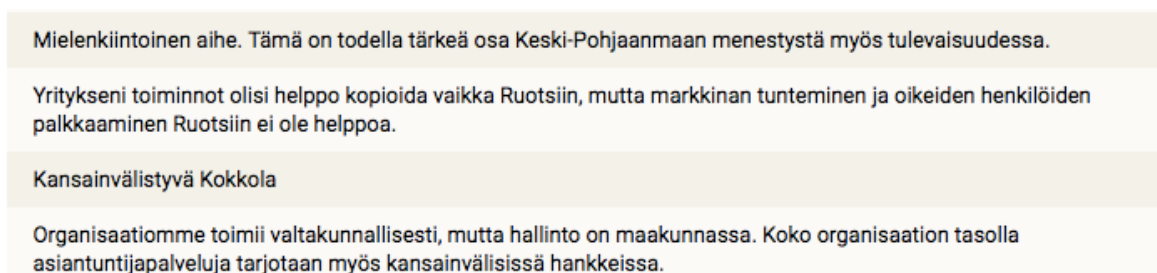 Mielenkiintoinen aihe. Tämä on todella tärkeä osa Keski-Pohjaanmaan menestystä myös tulevaisuudessa.
Yritykseni toiminnot olisi helppo kopioida vaikka Ruotsiin, mutta markkinan tunteminen ja oikeiden henkilöiden
palkkaaminen Ruotsiin ei ole helppoa.
Kansainvälistyvä Kokkola
Organisaatiomme toimii valtakunnallisesti, mutta hallinto on maakunnassa. Koko organisaation tasolla
asiantuntijapalveluja tarjotaan myös kansainvälisissä hankkeissa.